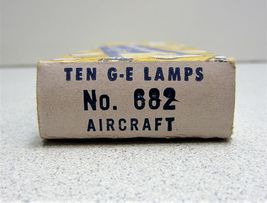 TEN G-E LAMPS
No. 682
AIRCRAFT